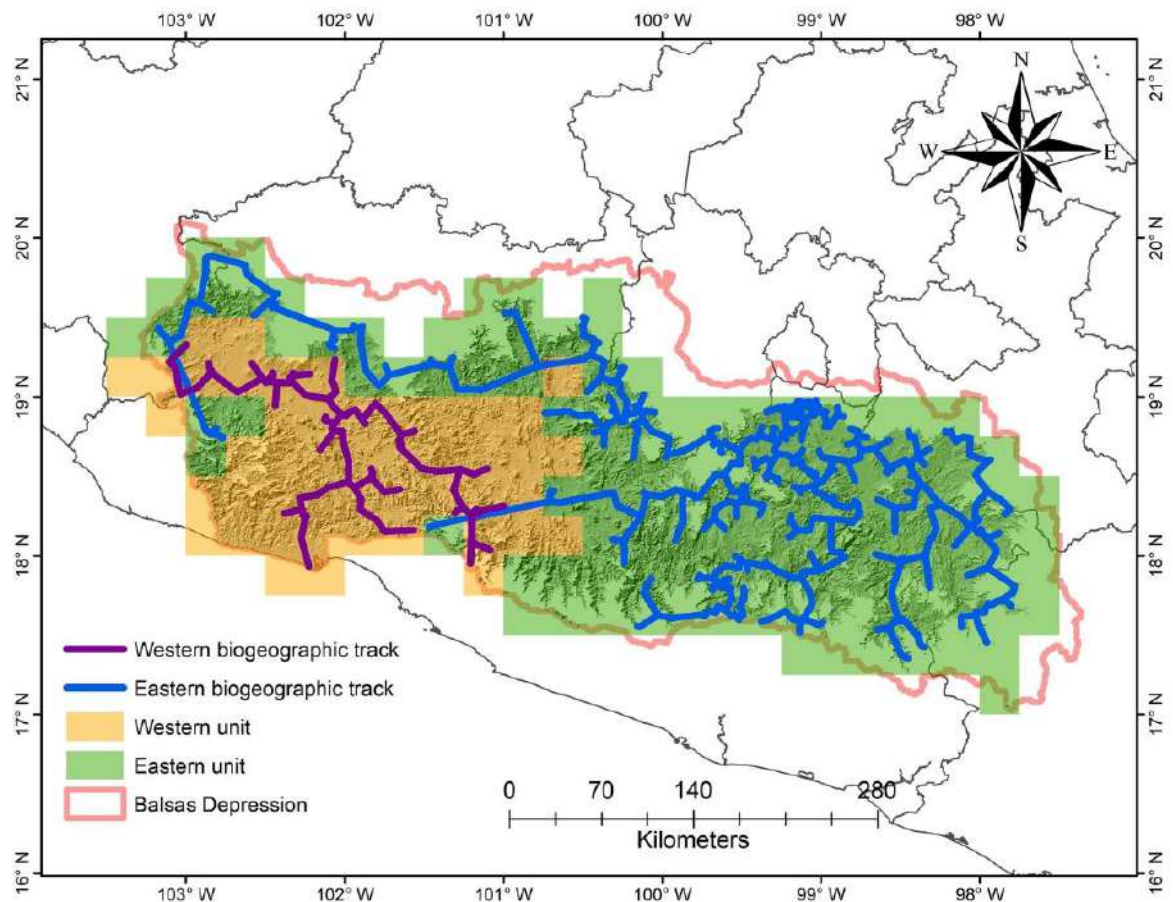 103° W 102° W 101° W 100° W 99° W 98° W
21° N 21° N
N
W E
S
20° N 20° N
19° N 19° N
18° N 18° N
Western biogeographic track
Eastern biogeographic track
Western unit
17° N 17° N
Eastern unit
Balsas Depression
0 70 140 280
Kilometers
16° N 16° N
103° W 102° W 101° W 100° W 99° W 98° W